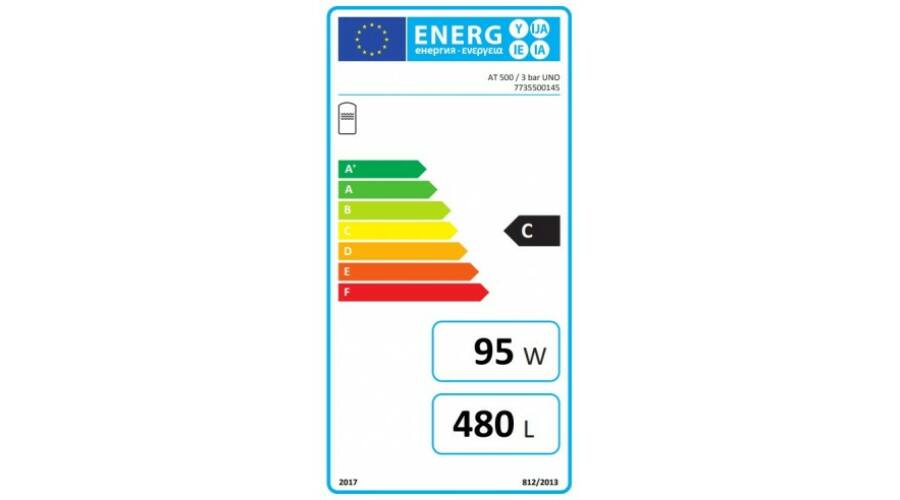 ENERG Y IJA
енергия · ενεργεια IE IA
AT 500 / 3 bar UNO
7735500145
A+
A
B
C
C
D
E
F
95 W
480 L
2017 812/2013